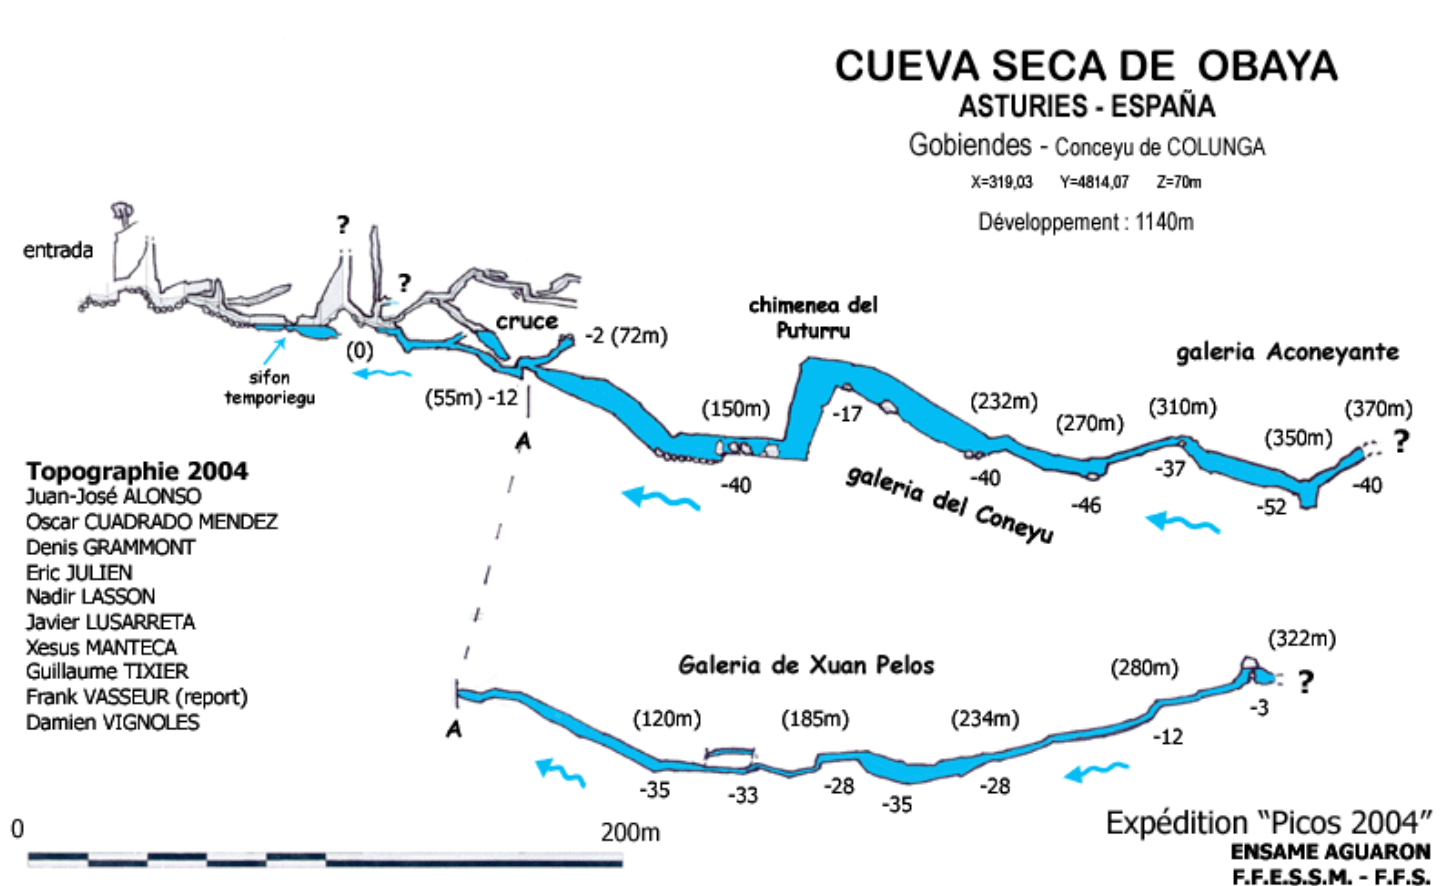 CUEVA SECA DE OBAYA
ASTURIES - ESPAÑA
Gobiendes - Conceyu de COLUNGA
X=319,03 Y=4814,07 Z=70m
Développement : 1140m
entrada
?
?
cruce
-2 (72m)
(0)
sifon
temporiegu
(55m) -12
A
chimenea del
Puturru
(150m)
-40
-17
galeria del Coneyu
(232m)
-40
(270m)
-46
galeria Aconeyante
(310m)
-37
(350m)
-52
(370m)
?
-40
Topographie 2004
Juan-José ALONSO
Oscar CUADRADO MENDEZ
Denis GRAMMONT
Eric JULIEN
Nadir LASSON
Javier LUSARRETA
Xesus MANTECA
Guillaume TIXIER
Frank VASSEUR (report)
Damien VIGNOLES
Galeria de Xuan Pelos
A
(120m)
-35
-33
(185m)
-28
-35
(234m)
-28
(280m)
-12
(322m)
?
-3
0 200m
Expédition "Picos 2004"
ENSAME AGUARON
F.F.E.S.S.M. - F.F.S.